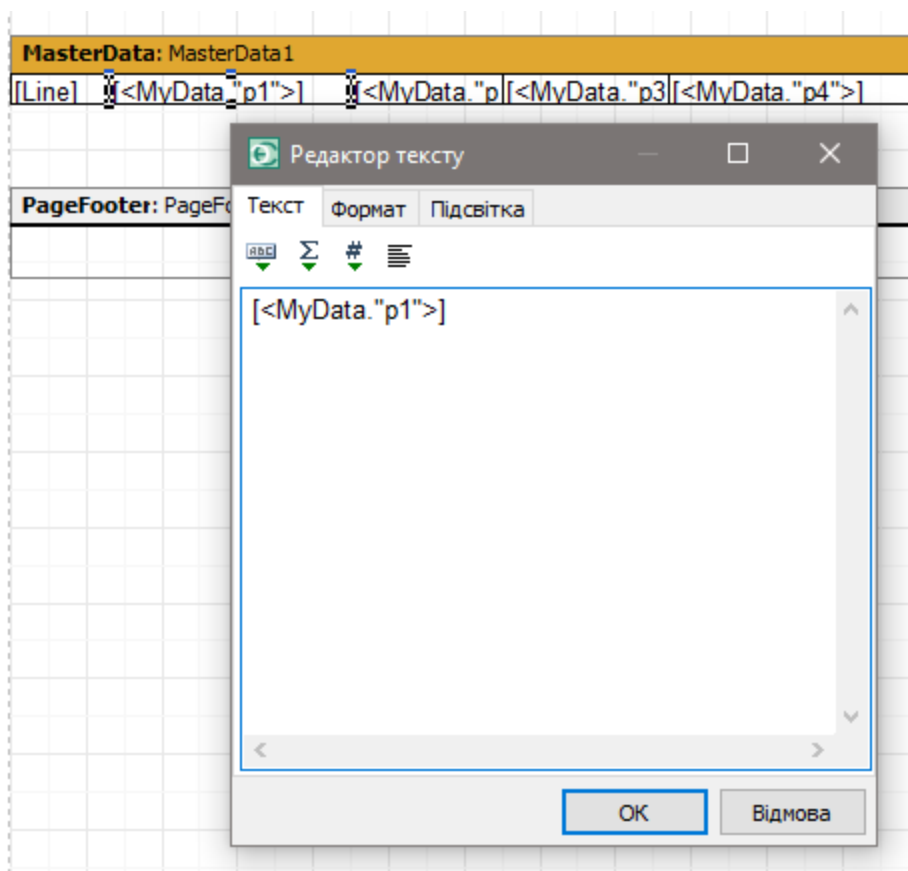 MasterData: MasterData1
[Line] [<MyData."p1">] [<MyData."p [<MyData."p3 [<MyData."p4">]
Редактор тексту
PageFooter: PageFo
Текст Формат Підсвітка
[<MyData."p1">]
OK Відмова